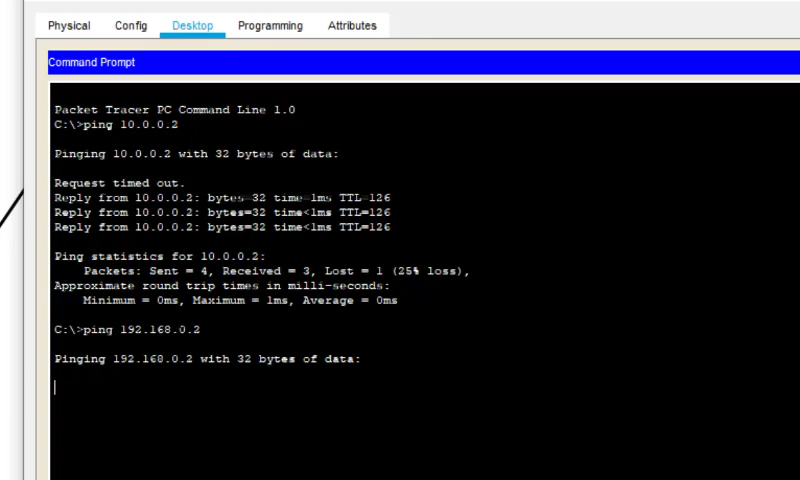 Physical Config Desktop Programming Attributes
Command Prompt
Packet Tracer PC Command Line 1.0
C:\>ping 10.0.0.2
Pinging 10.0.0.2 with 32 bytes of data:
Request timed out.
Reply from 10.0.0.2: bytes=32 time=1ms TTL=126
Reply from 10.0.0.2: bytes=32 time<1ms TTL=126
Reply from 10.0.0.2: bytes=32 time<1ms TTL=126
Ping statistics for 10.0.0.2:
Packets: Sent = 4, Received = 3, Lost = 1 (25% loss),
Approximate round trip times in milli-seconds:
Minimum = 0ms, Maximum = 1ms, Average = 0ms
C:\>ping 192.168.0.2
Pinging 192.168.0.2 with 32 bytes of data: